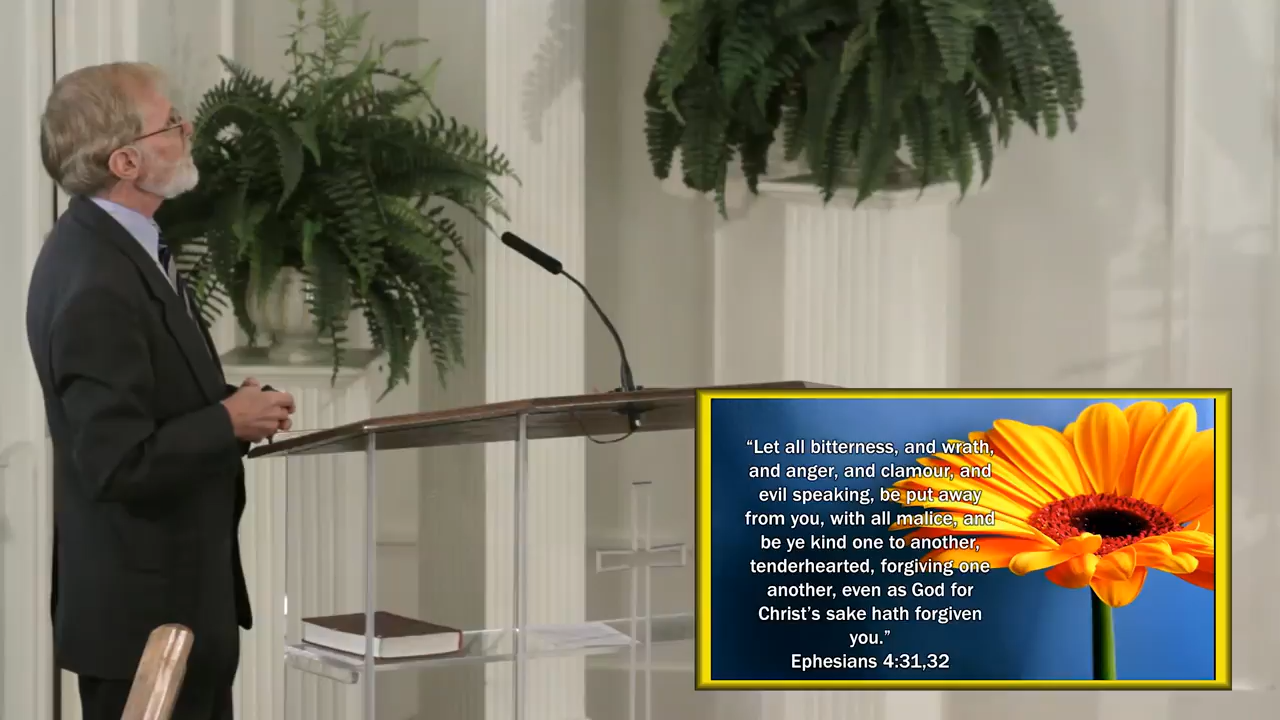 “Let all bitterness, and wrath,
and anger, and clamour, and
evil speaking, be put away
from you, with all malice, and
be ye kind one to another,
tenderhearted, forgiving one
another, even as God for
Christ’s sake hath forgiven
you.”
Ephesians 4:31,32